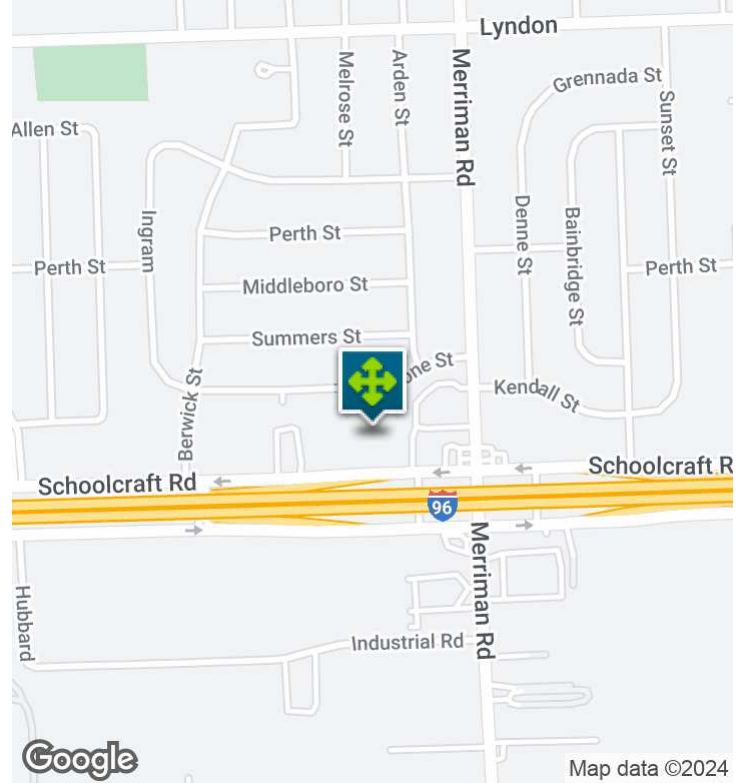 Lyndon
Melrose St
Arden St
Merriman Rd
Grennada St
Sunset St
Allen St
Ingram
Denne St
Bainbridge St
Perth St
Perth St
Perth St
Middleboro St
Summers St
St
Kendall St
Berwick St
Schoolcraft Rd
Schoolcraft R
96
Merriman Rd
Hubbard
Industrial Rd
Google
Map data ©2024